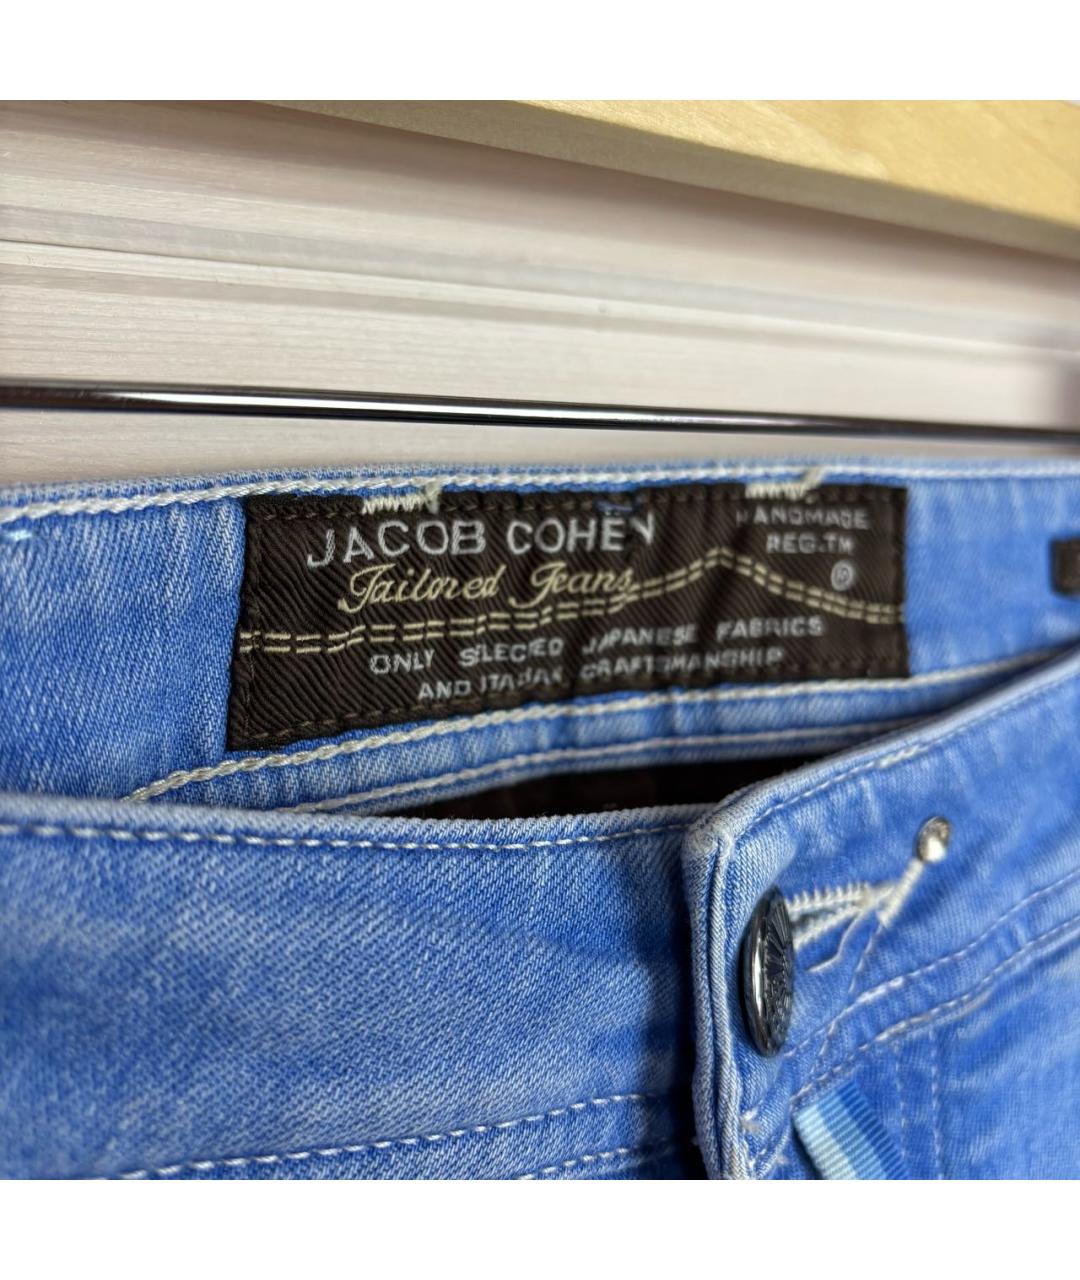 JACOB COHEN
HANDMADE
REG.TM
Tailored Jeans
®
ONLY SELECTED JAPANESE FABRICS
AND ITALIAN CRAFTSMANSHIP